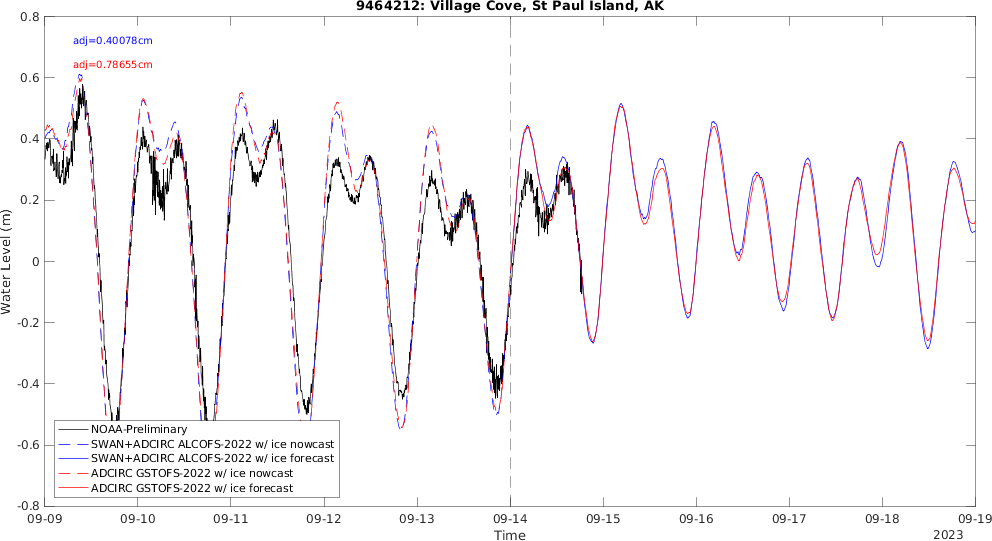 9464212: Village Cove, St Paul Island, AK
adj=0.40078cm
adj=0.78655cm
Water Level (m)
0.8
0.6
0.4
0.2
0
-0.2
-0.4
-0.6
-0.8
NOAA-Preliminary
SWAN+ADCIRC ALCOFS-2022 w/ ice nowcast
SWAN+ADCIRC ALCOFS-2022 w/ ice forecast
ADCIRC GSTOFS-2022 w/ ice nowcast
ADCIRC GSTOFS-2022 w/ ice forecast
09-09 09-10 09-11 09-12 09-13 09-14 09-15 09-16 09-17 09-18 09-19
Time
2023